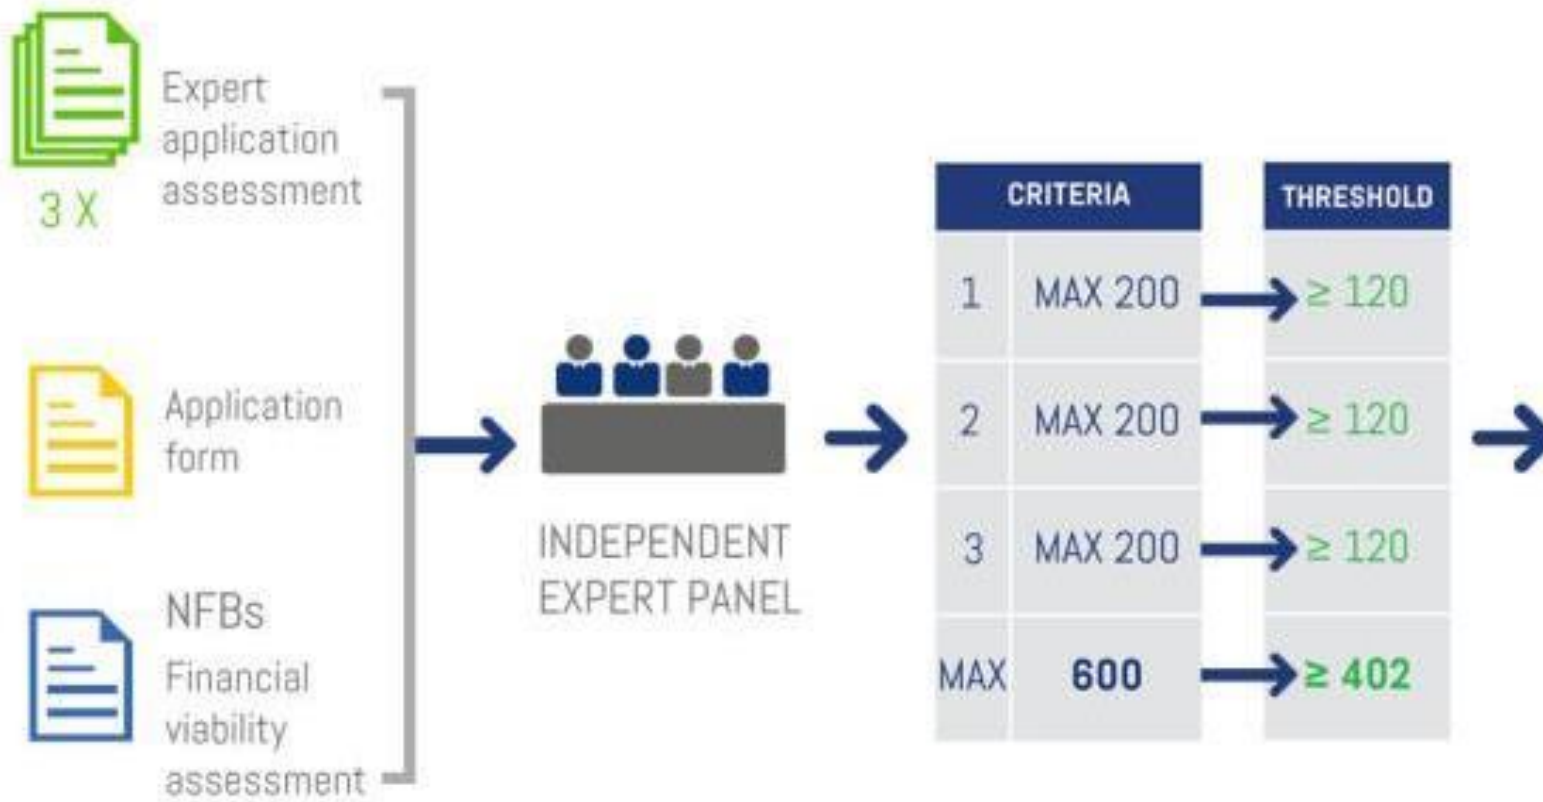 Expert
application
assessment
3 X
Application
form
NFBs
Financial
viability
assessment
INDEPENDENT
EXPERT PANEL
CRITERIA THRESHOLD
1 MAX 200 ≥ 120
2 MAX 200 ≥ 120
3 MAX 200 ≥ 120
MAX 600 ≥ 402